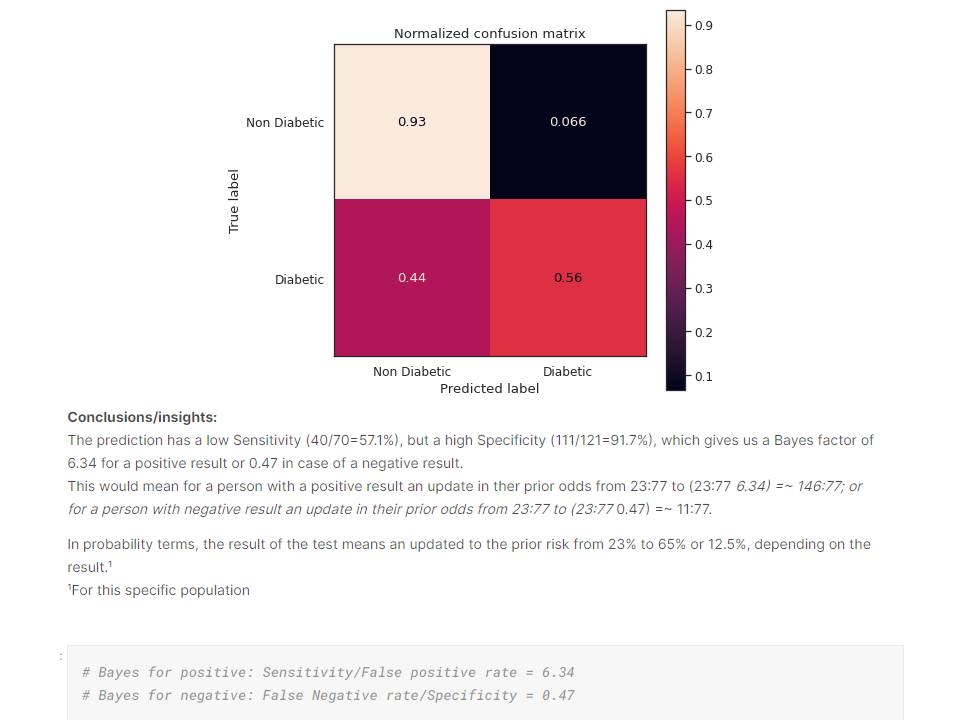 Normalized confusion matrix
0.9
0.8
0.7
0.6
0.5
0.4
0.3
0.2
0.1
True label
Non Diabetic
0.93
0.066
Diabetic
0.44
0.56
Non Diabetic
Diabetic
Predicted label
Conclusions/insights:
The prediction has a low Sensitivity (40/70=57.1%), but a high Specificity (111/121=91.7%), which gives us a Bayes factor of
6.34 for a positive result or 0.47 in case of a negative result.
This would mean for a person with a positive result an update in ther prior odds from 23:77 to (23:77 6.34) =~ 146:77; or
for a person with negative result an update in their prior odds from 23:77 to (23:77 0.47) =~ 11:77.
In probability terms, the result of the test means an updated to the prior risk from 23% to 65% or 12.5%, depending on the
result.¹
¹For this specific population
:
# Bayes for positive: Sensitivity/False positive rate = 6.34
# Bayes for negative: False Negative rate/Specificity = 0.47